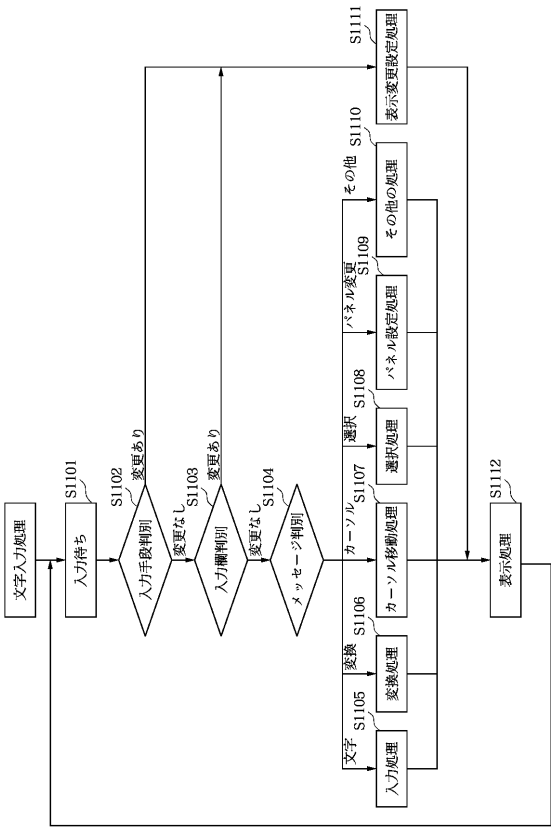 文字入力処理
S1101
入力待ち
S1102
入力手段判別
変更あり
変更なし
S1103
入力欄判別
変更あり
変更なし
S1104
メッセージ判別
文字
S1105
入力処理
変換
S1106
変換処理
カーソル
S1107
カーソル移動処理
選択
S1108
選択処理
パネル変更
S1109
パネル設定処理
その他
S1110
その他の処理
S1111
表示変更設定処理
S1112
表示処理